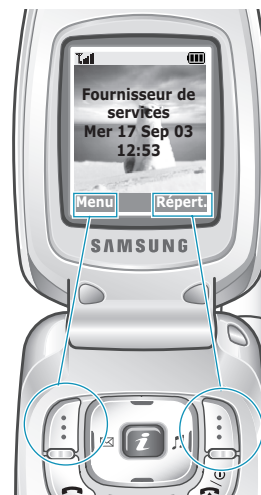 Fournisseur de
services
Mer 17 Sep 03
12:53
Menu Répert.
SAMSUNG
i